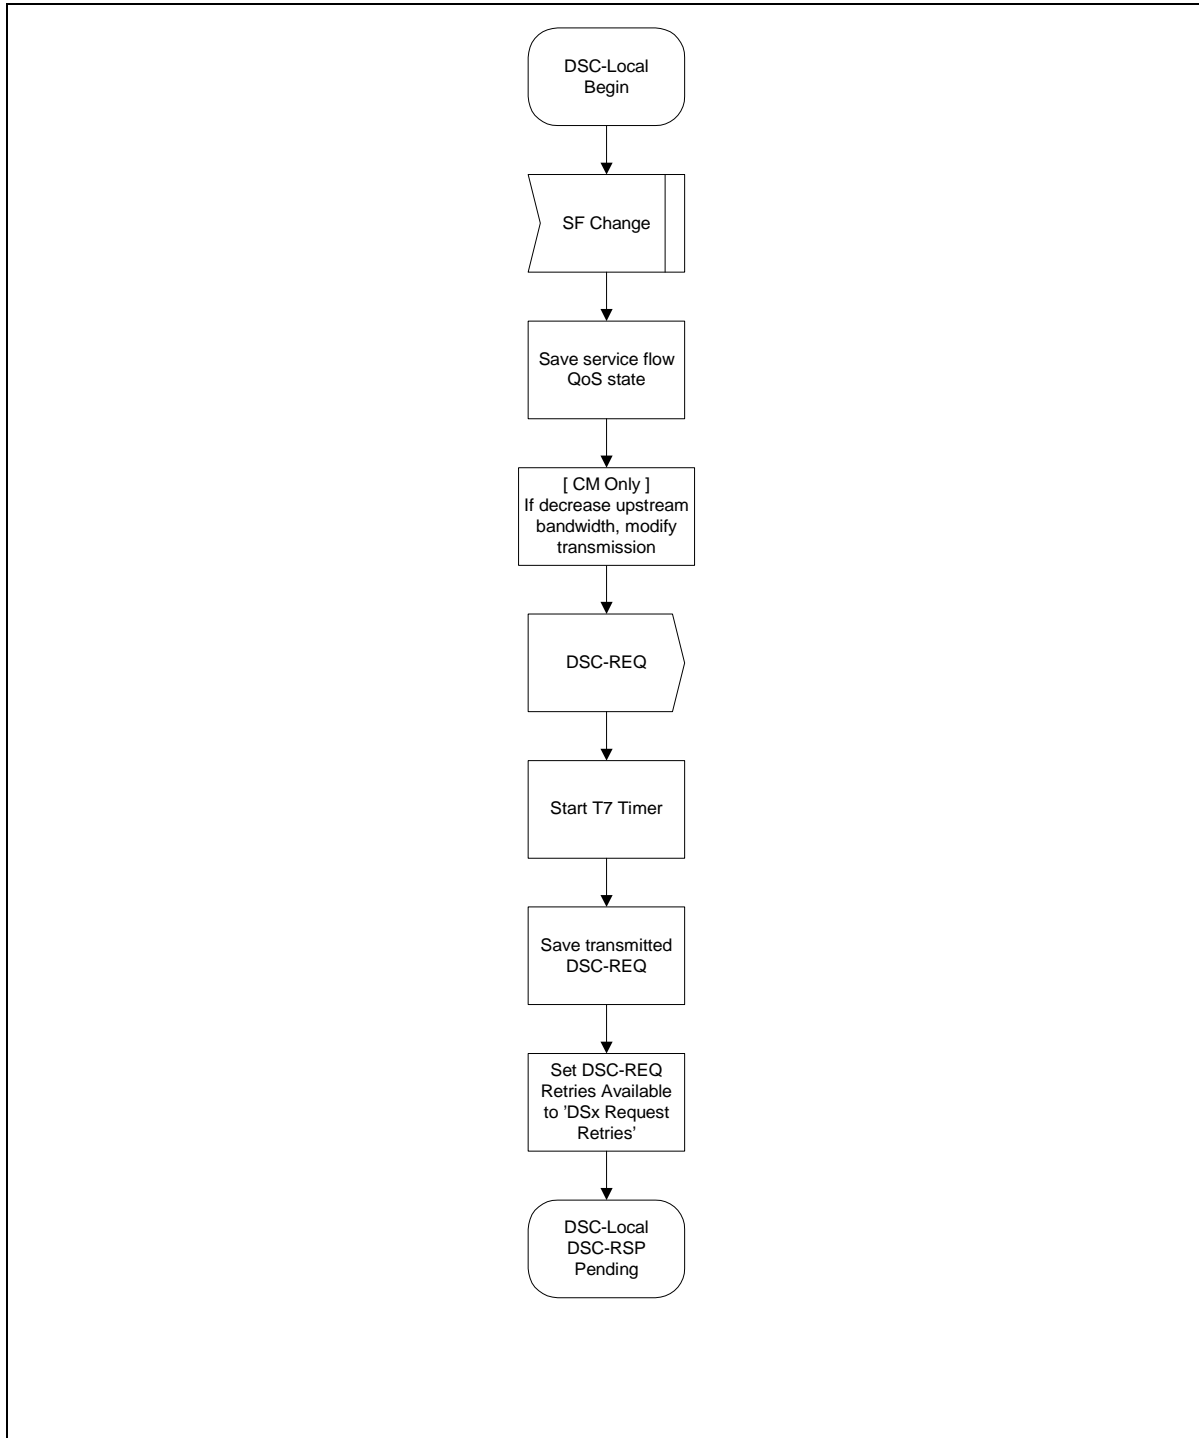 DSC-Local
Begin
SF Change
Save service flow
QoS state
[ CM Only ]
If decrease upstream
bandwidth, modify
transmission
DSC-REQ
Start T7 Timer
Save transmitted
DSC-REQ
Set DSC-REQ
Retries Available
to ’DSx Request
Retries’
DSC-Local
DSC-RSP
Pending